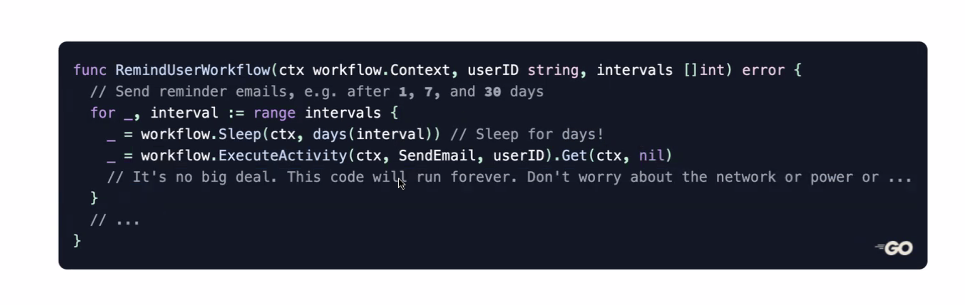 func RemindUserWorkflow(ctx workflow.Context, userID string, intervals []int) error {
  // Send reminder emails, e.g. after 1, 7, and 30 days
  for _, interval := range intervals {
    _ = workflow.Sleep(ctx, days(interval)) // Sleep for days!
    _ = workflow.ExecuteActivity(ctx, SendEmail, userID).Get(ctx, nil)
    // It's no big deal. This code will run forever. Don't worry about the network or power or ...
  }
  // ...
}
GO